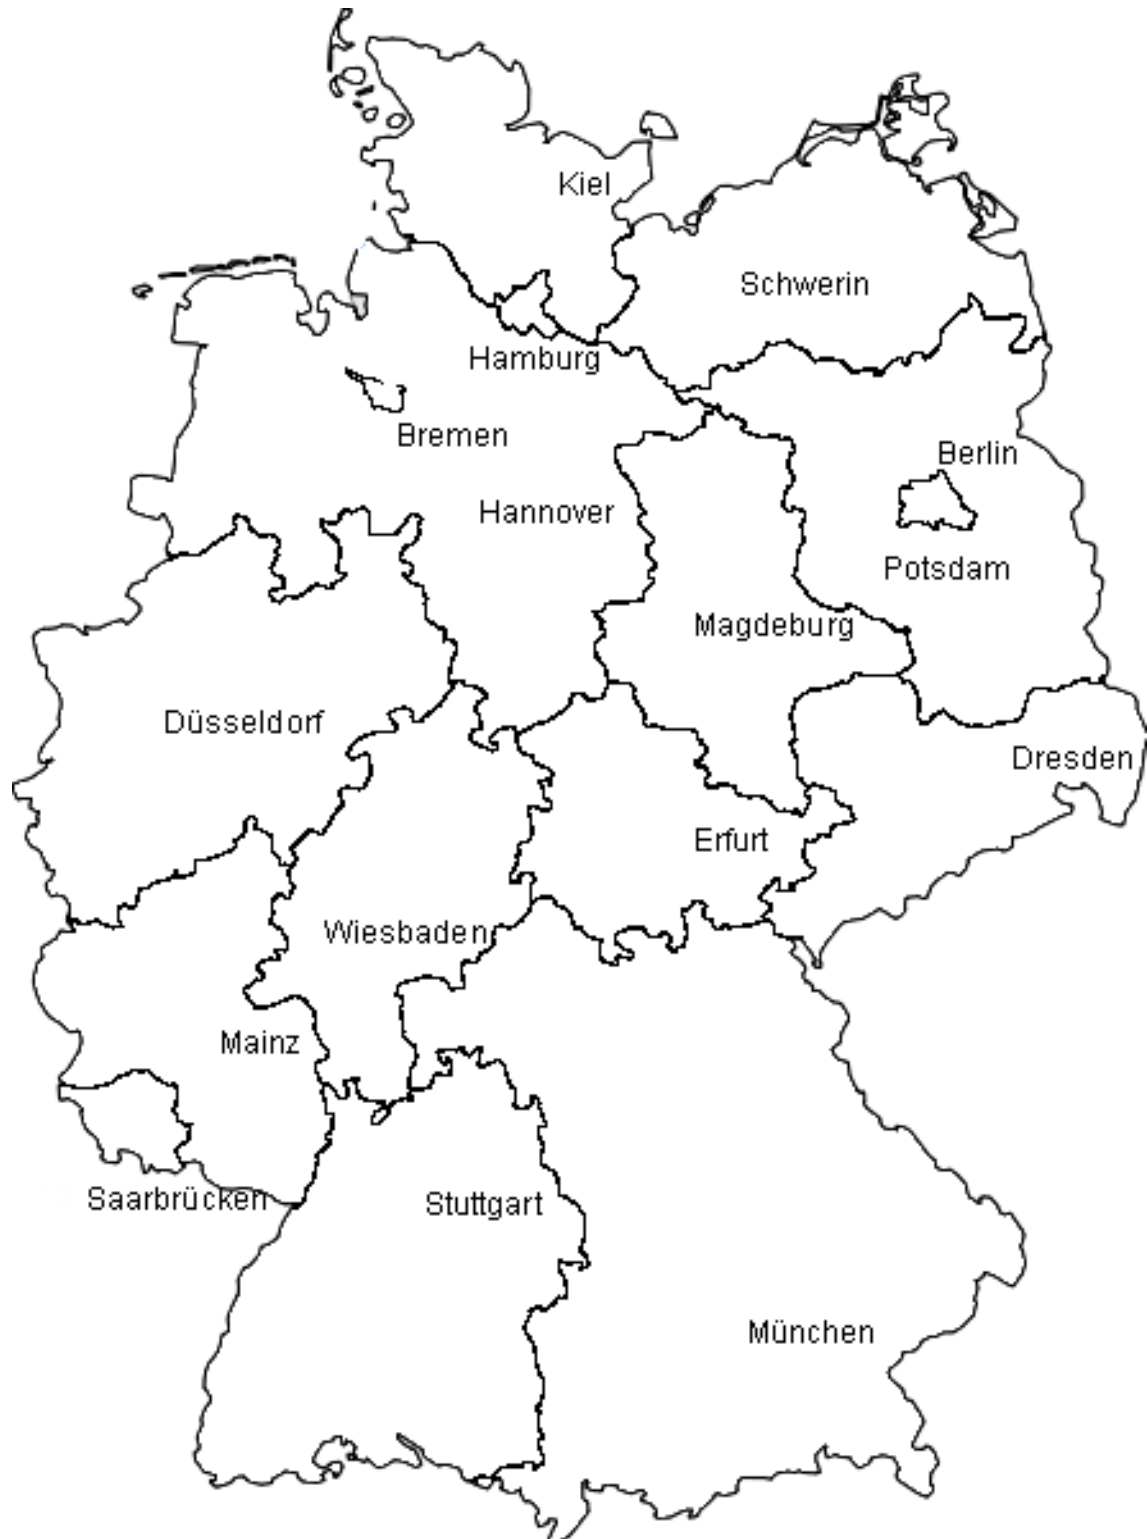 Kiel
Schwerin
Hamburg
Bremen
Berlin
Hannover
Potsdam
Magdeburg
Düsseldorf
Dresden
Erfurt
Wiesbaden
Mainz
Saarbrücken
Stuttgart
München